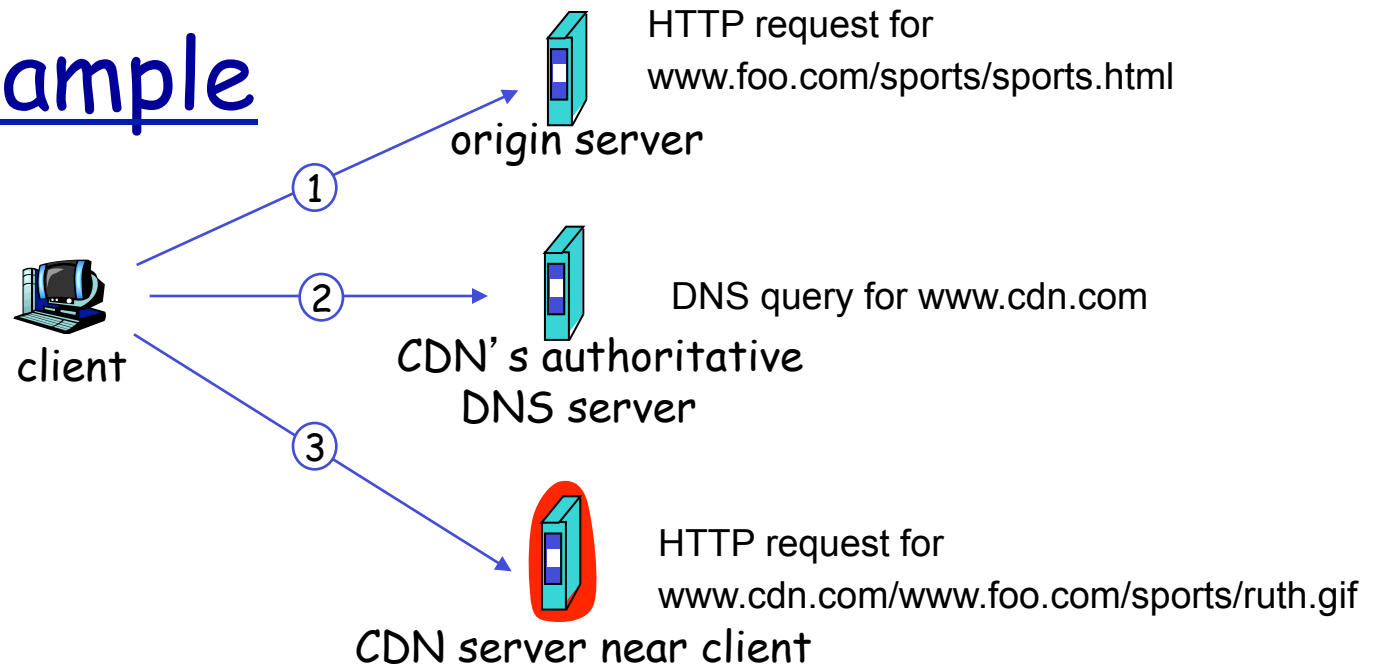 ample
HTTP request for
www.foo.com/sports/sports.html
origin server
1
client
2
DNS query for www.cdn.com
CDN’s authoritative
DNS server
3
HTTP request for
www.cdn.com/www.foo.com/sports/ruth.gif
CDN server near client